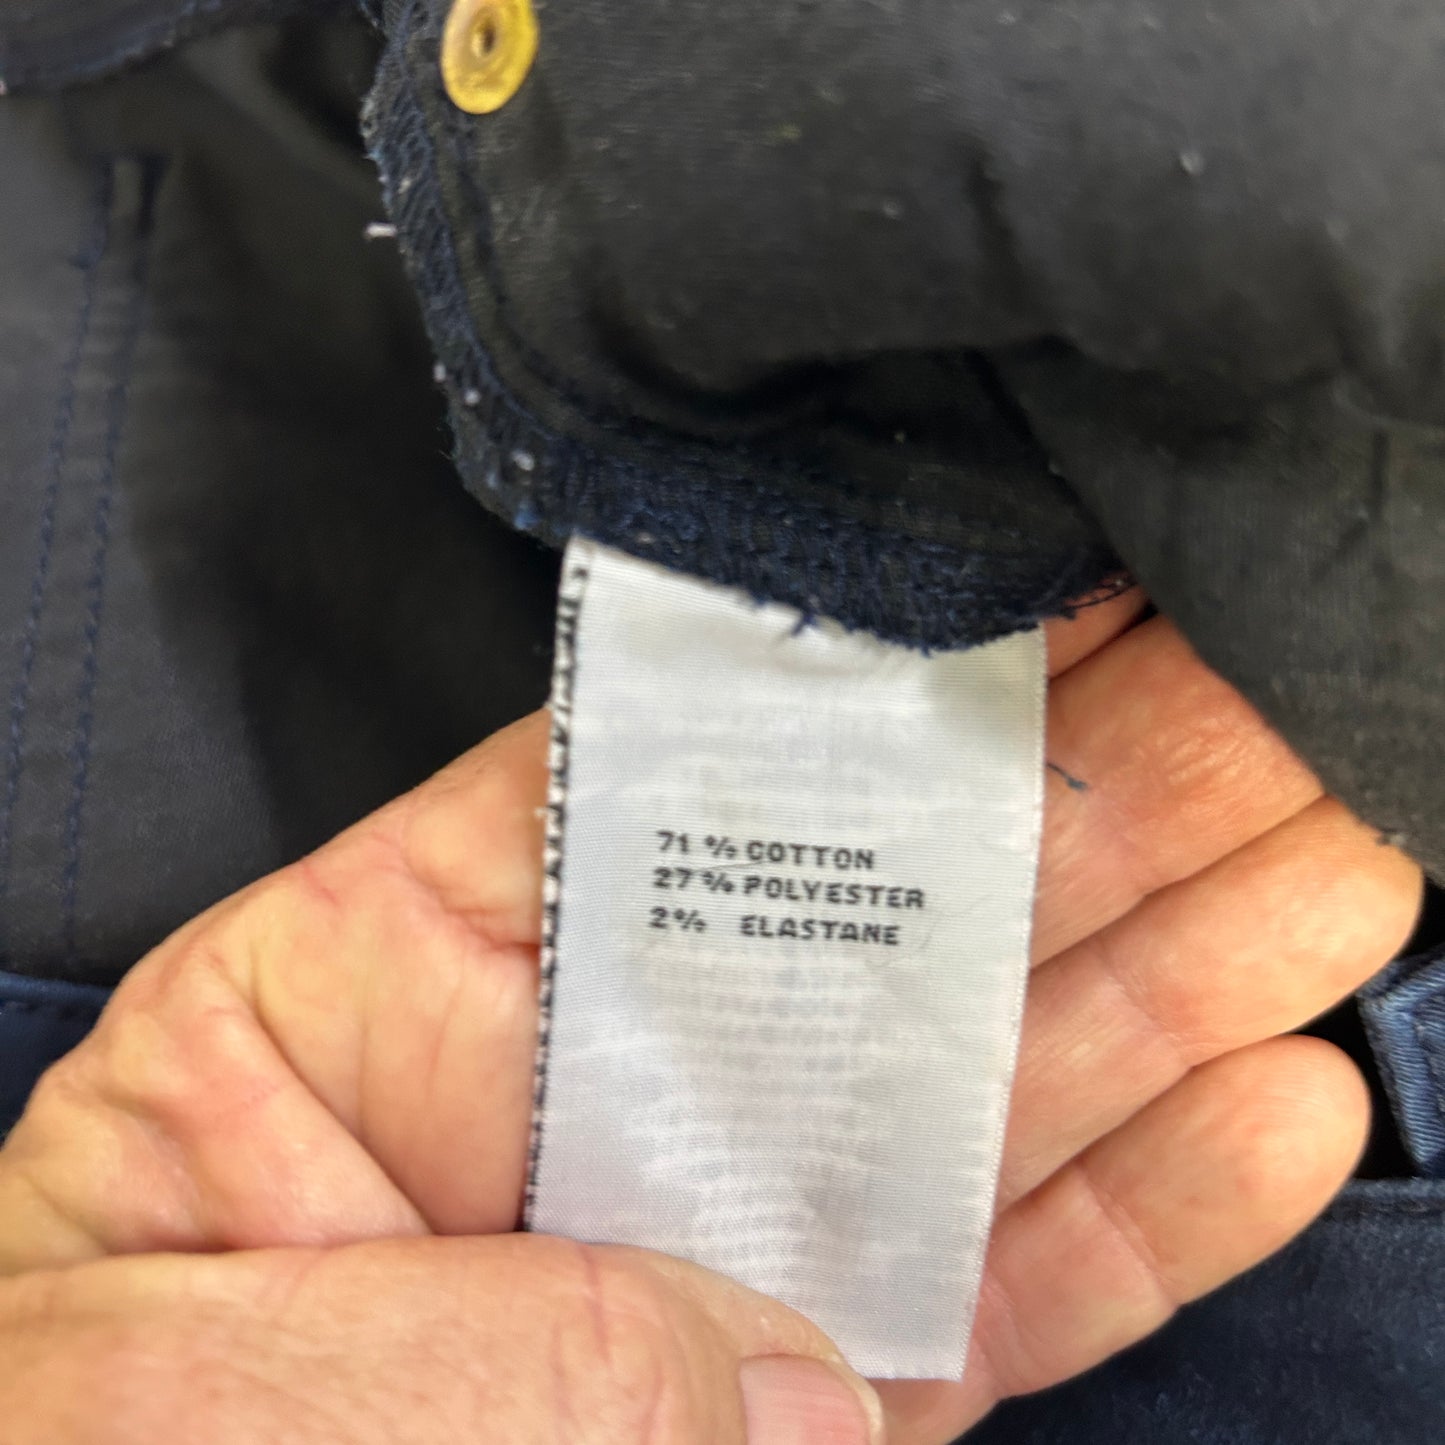 71 % COTTON
27 % POLYESTER
2% ELASTANE